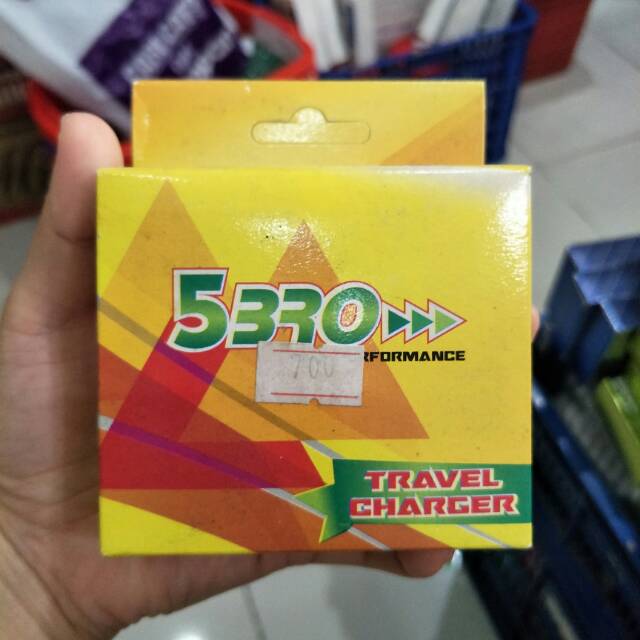 5BRO
RFORMANCE
700
TRAVEL
CHARGER